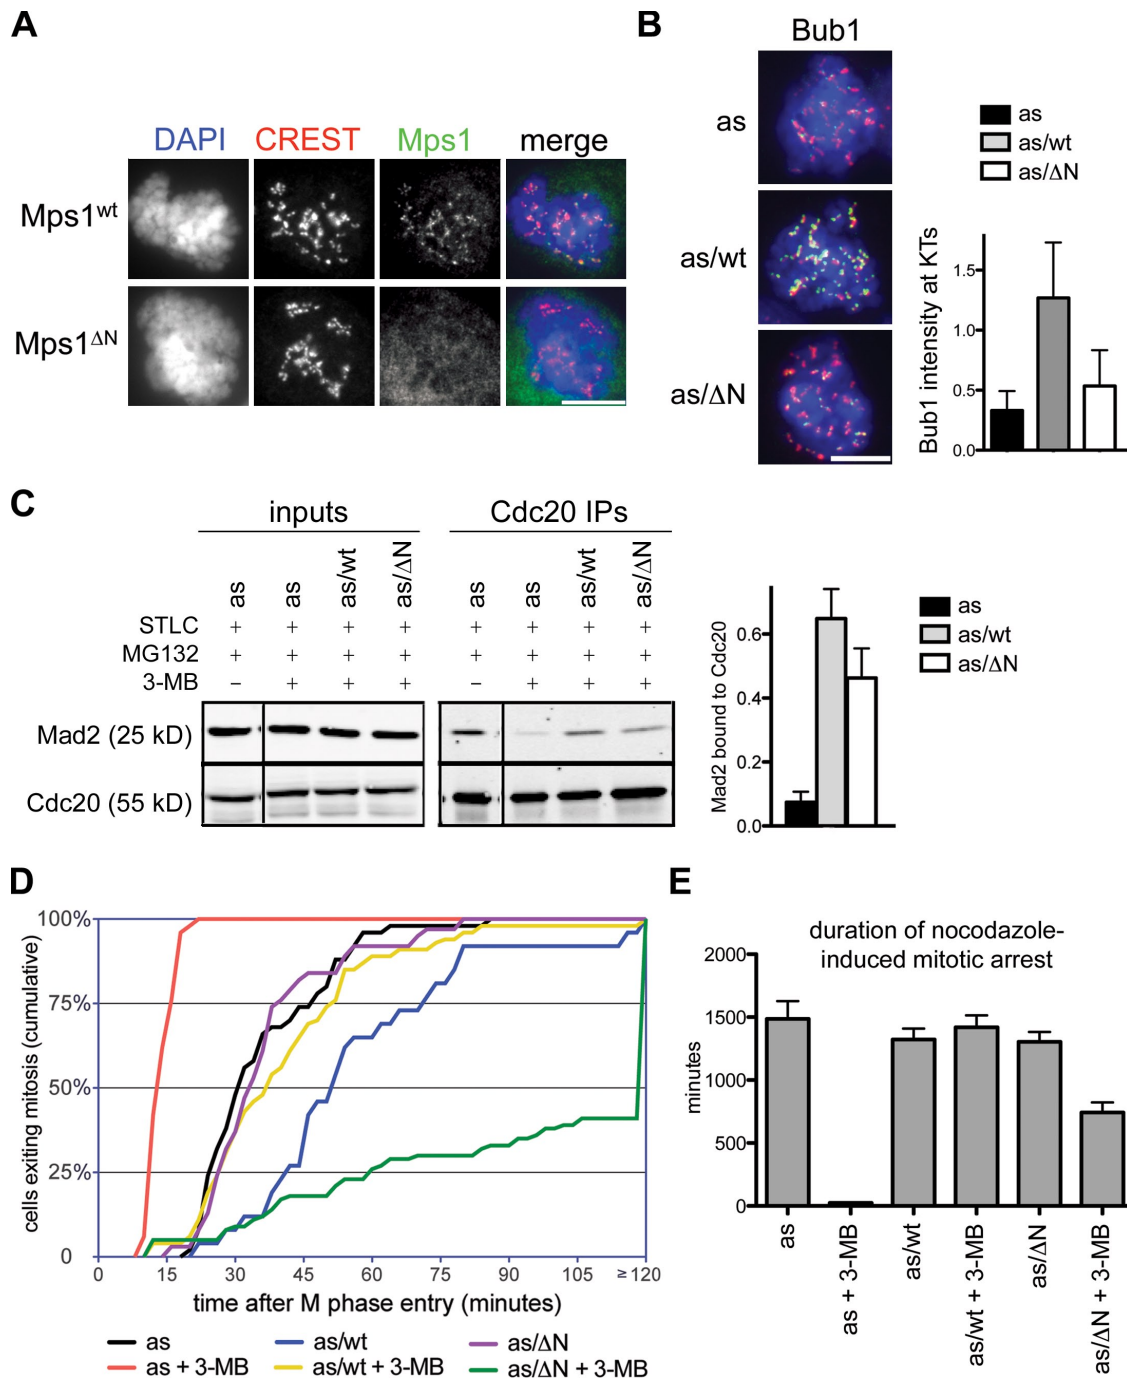 A
DAPI CREST Mps1 merge
Mps1wt
Mps1ΔN
B
Bub1
as
as/wt
as/ΔN
as
as/wt
as/ΔN
Bub1 intensity at KTs
1.5
1.0
0.5
0.0
C
inputs Cdc20 IPs
as as as/wt as/ΔN as as as/wt as/ΔN
STLC + + + + + + + +
MG132 + + + + + + + +
3-MB − + + + − + + +
Mad2 (25 kD)
Cdc20 (55 kD)
Mad2 bound to Cdc20
0.6
0.4
0.2
0.0
as
as/wt
as/ΔN
D
cells exiting mitosis (cumulative)
100%
75%
50%
25%
0
0 15 30 45 60 75 90 105 ≥120
time after M phase entry (minutes)
as as/wt as/ΔN
as + 3-MB as/wt + 3-MB as/ΔN + 3-MB
E
duration of nocodazole-
induced mitotic arrest
minutes
2000
1500
1000
500
0
as
as + 3-MB
as/wt
as/wt + 3-MB
as/ΔN
as/ΔN + 3-MB